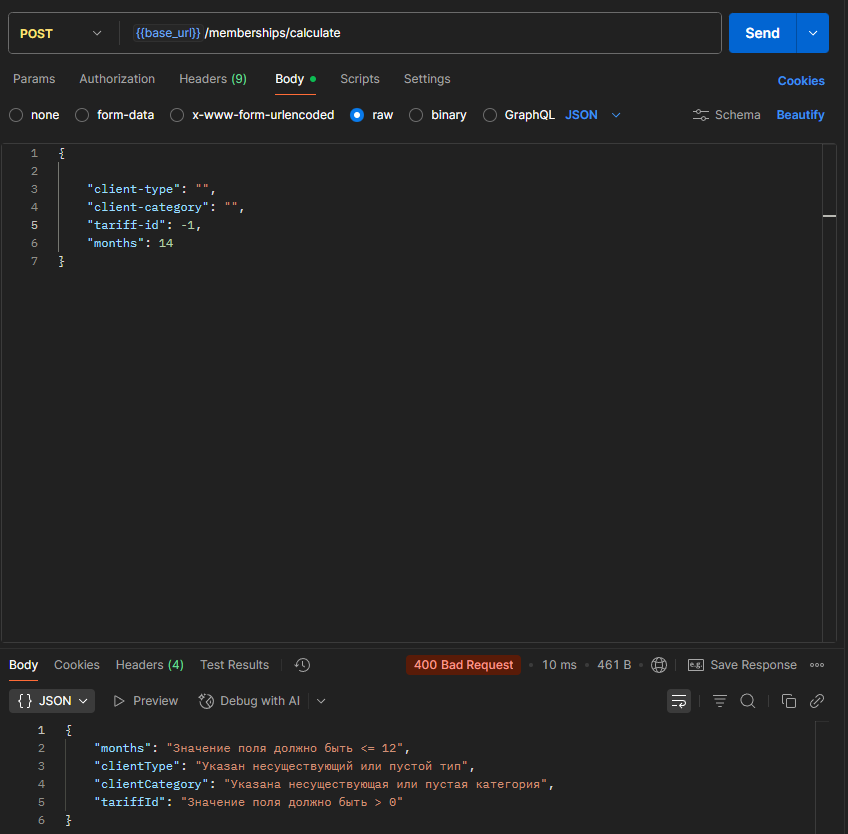 POST {{base_url}} /memberships/calculate Send
Params Authorization Headers (9) Body Scripts Settings Cookies
none form-data x-www-form-urlencoded raw binary GraphQL JSON Schema Beautify
1 {
2
3 "client-type": "",
4 "client-category": "",
5 "tariff-id": -1,
6 "months": 14
7 }
Body Cookies Headers (4) Test Results 400 Bad Request 10 ms 461 B e.g. Save Response
{} JSON Preview Debug with AI
1 {
2 "months": "Значение поля должно быть <= 12",
3 "clientType": "Указан несуществующий или пустой тип",
4 "clientCategory": "Указана несуществующая или пустая категория",
5 "tariffId": "Значение поля должно быть > 0"
6 }